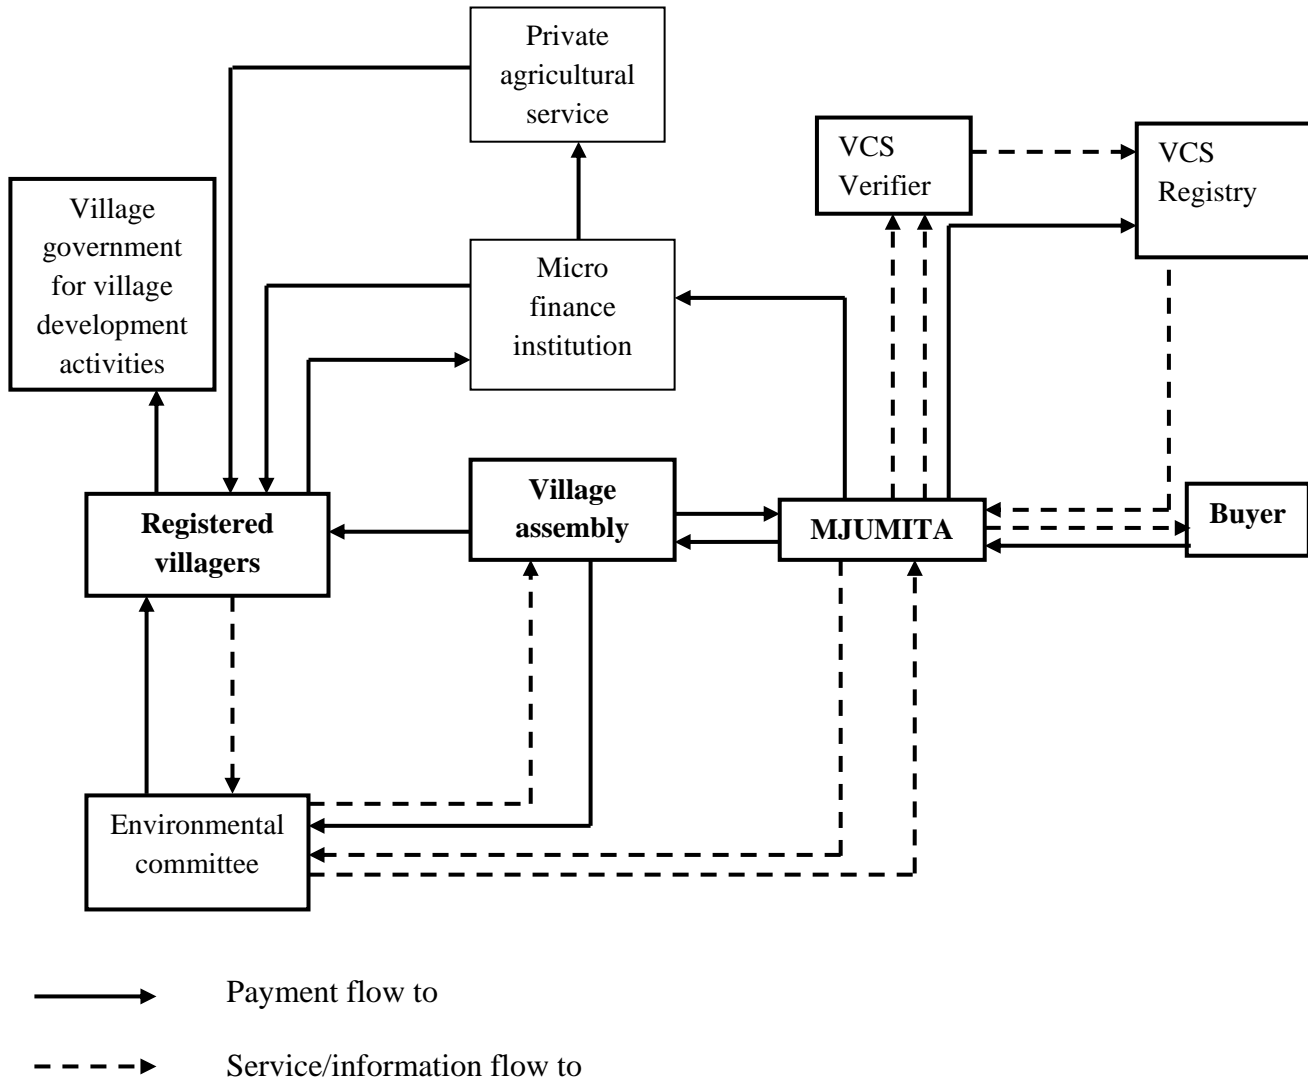 Private
agricultural
service
VCS
Verifier
VCS
Registry
Village
government
for village
development
activities
Micro
finance
institution
Village
assembly
Registered
villagers
MJUMITA
Buyer
Environmental
committee
Payment flow to
Service/information flow to